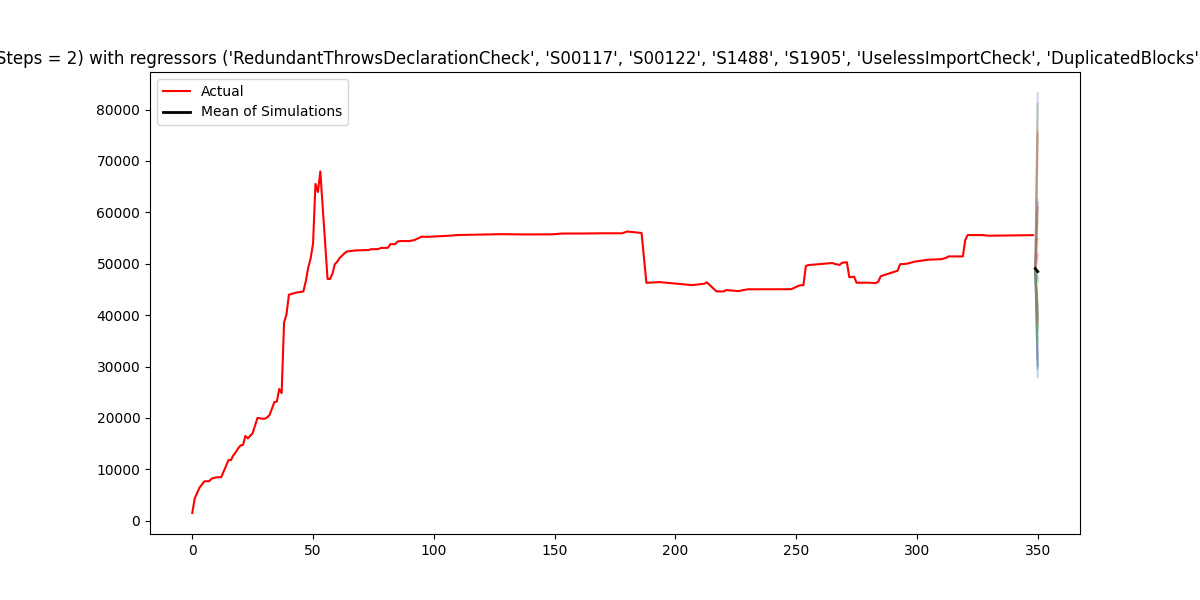 Steps = 2) with regressors ('RedundantThrowsDeclarationCheck', 'S00117', 'S00122', 'S1488', 'S1905', 'UselessImportCheck', 'DuplicatedBlocks'
Actual
Mean of Simulations
80000
70000
60000
50000
40000
30000
20000
10000
0
0 50 100 150 200 250 300 350